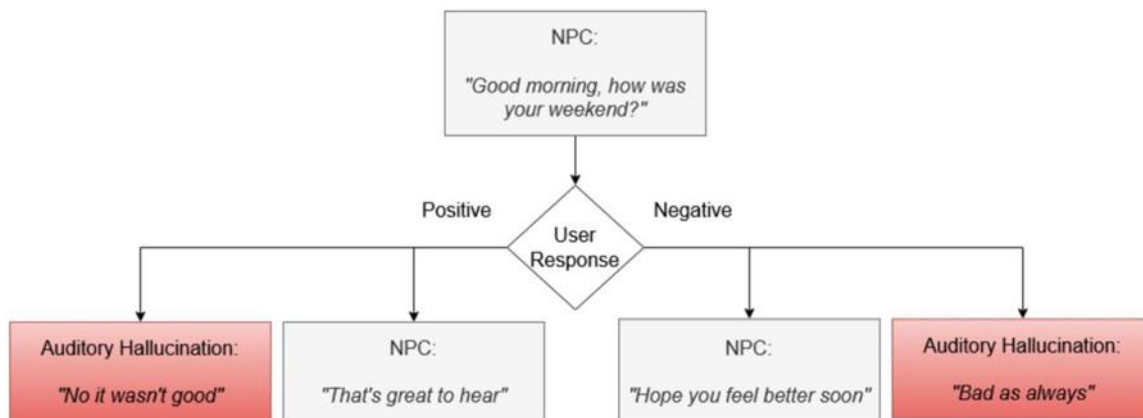 NPC:
"Good morning, how was
your weekend?"
Positive
Negative
User
Response
Auditory Hallucination:
"No it wasn't good"
NPC:
"That's great to hear"
NPC:
"Hope you feel better soon"
Auditory Hallucination:
"Bad as always"